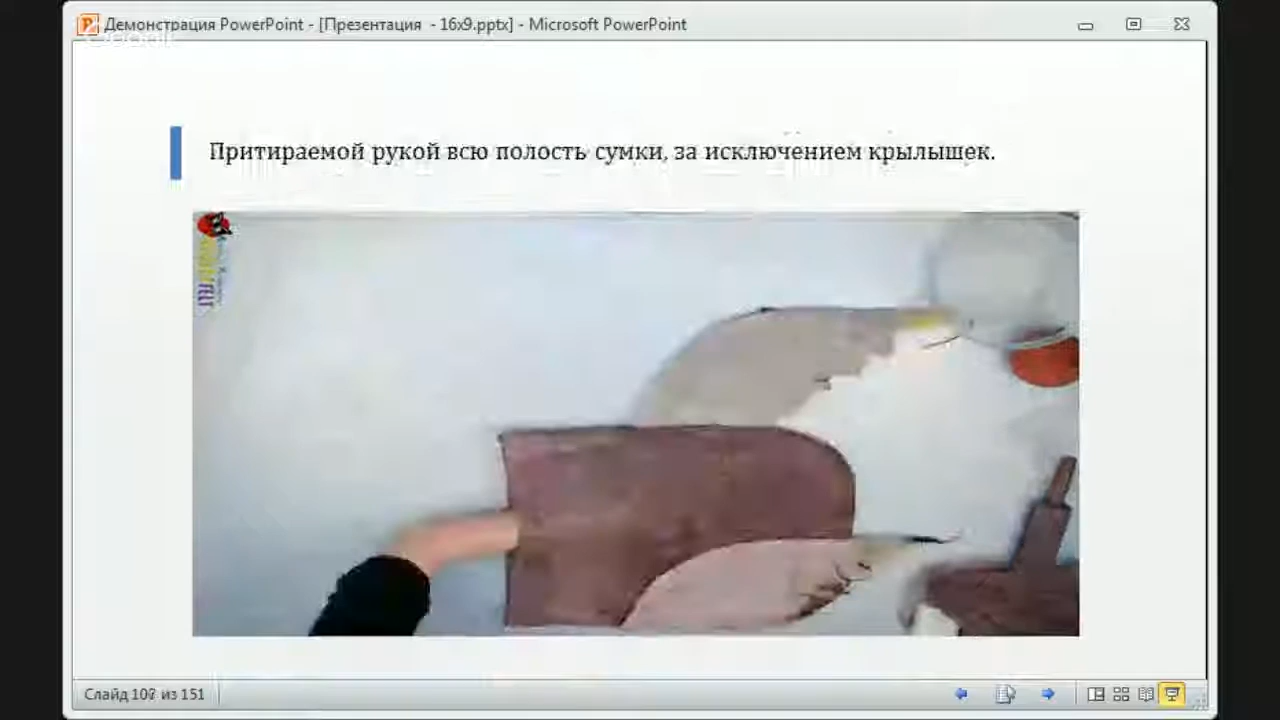 Демонстрация PowerPoint - [Презентация - 16x9.pptx] - Microsoft PowerPoint
Притираемой рукой всю полость сумки, за исключением крылышек.
Слайд 107 из 151